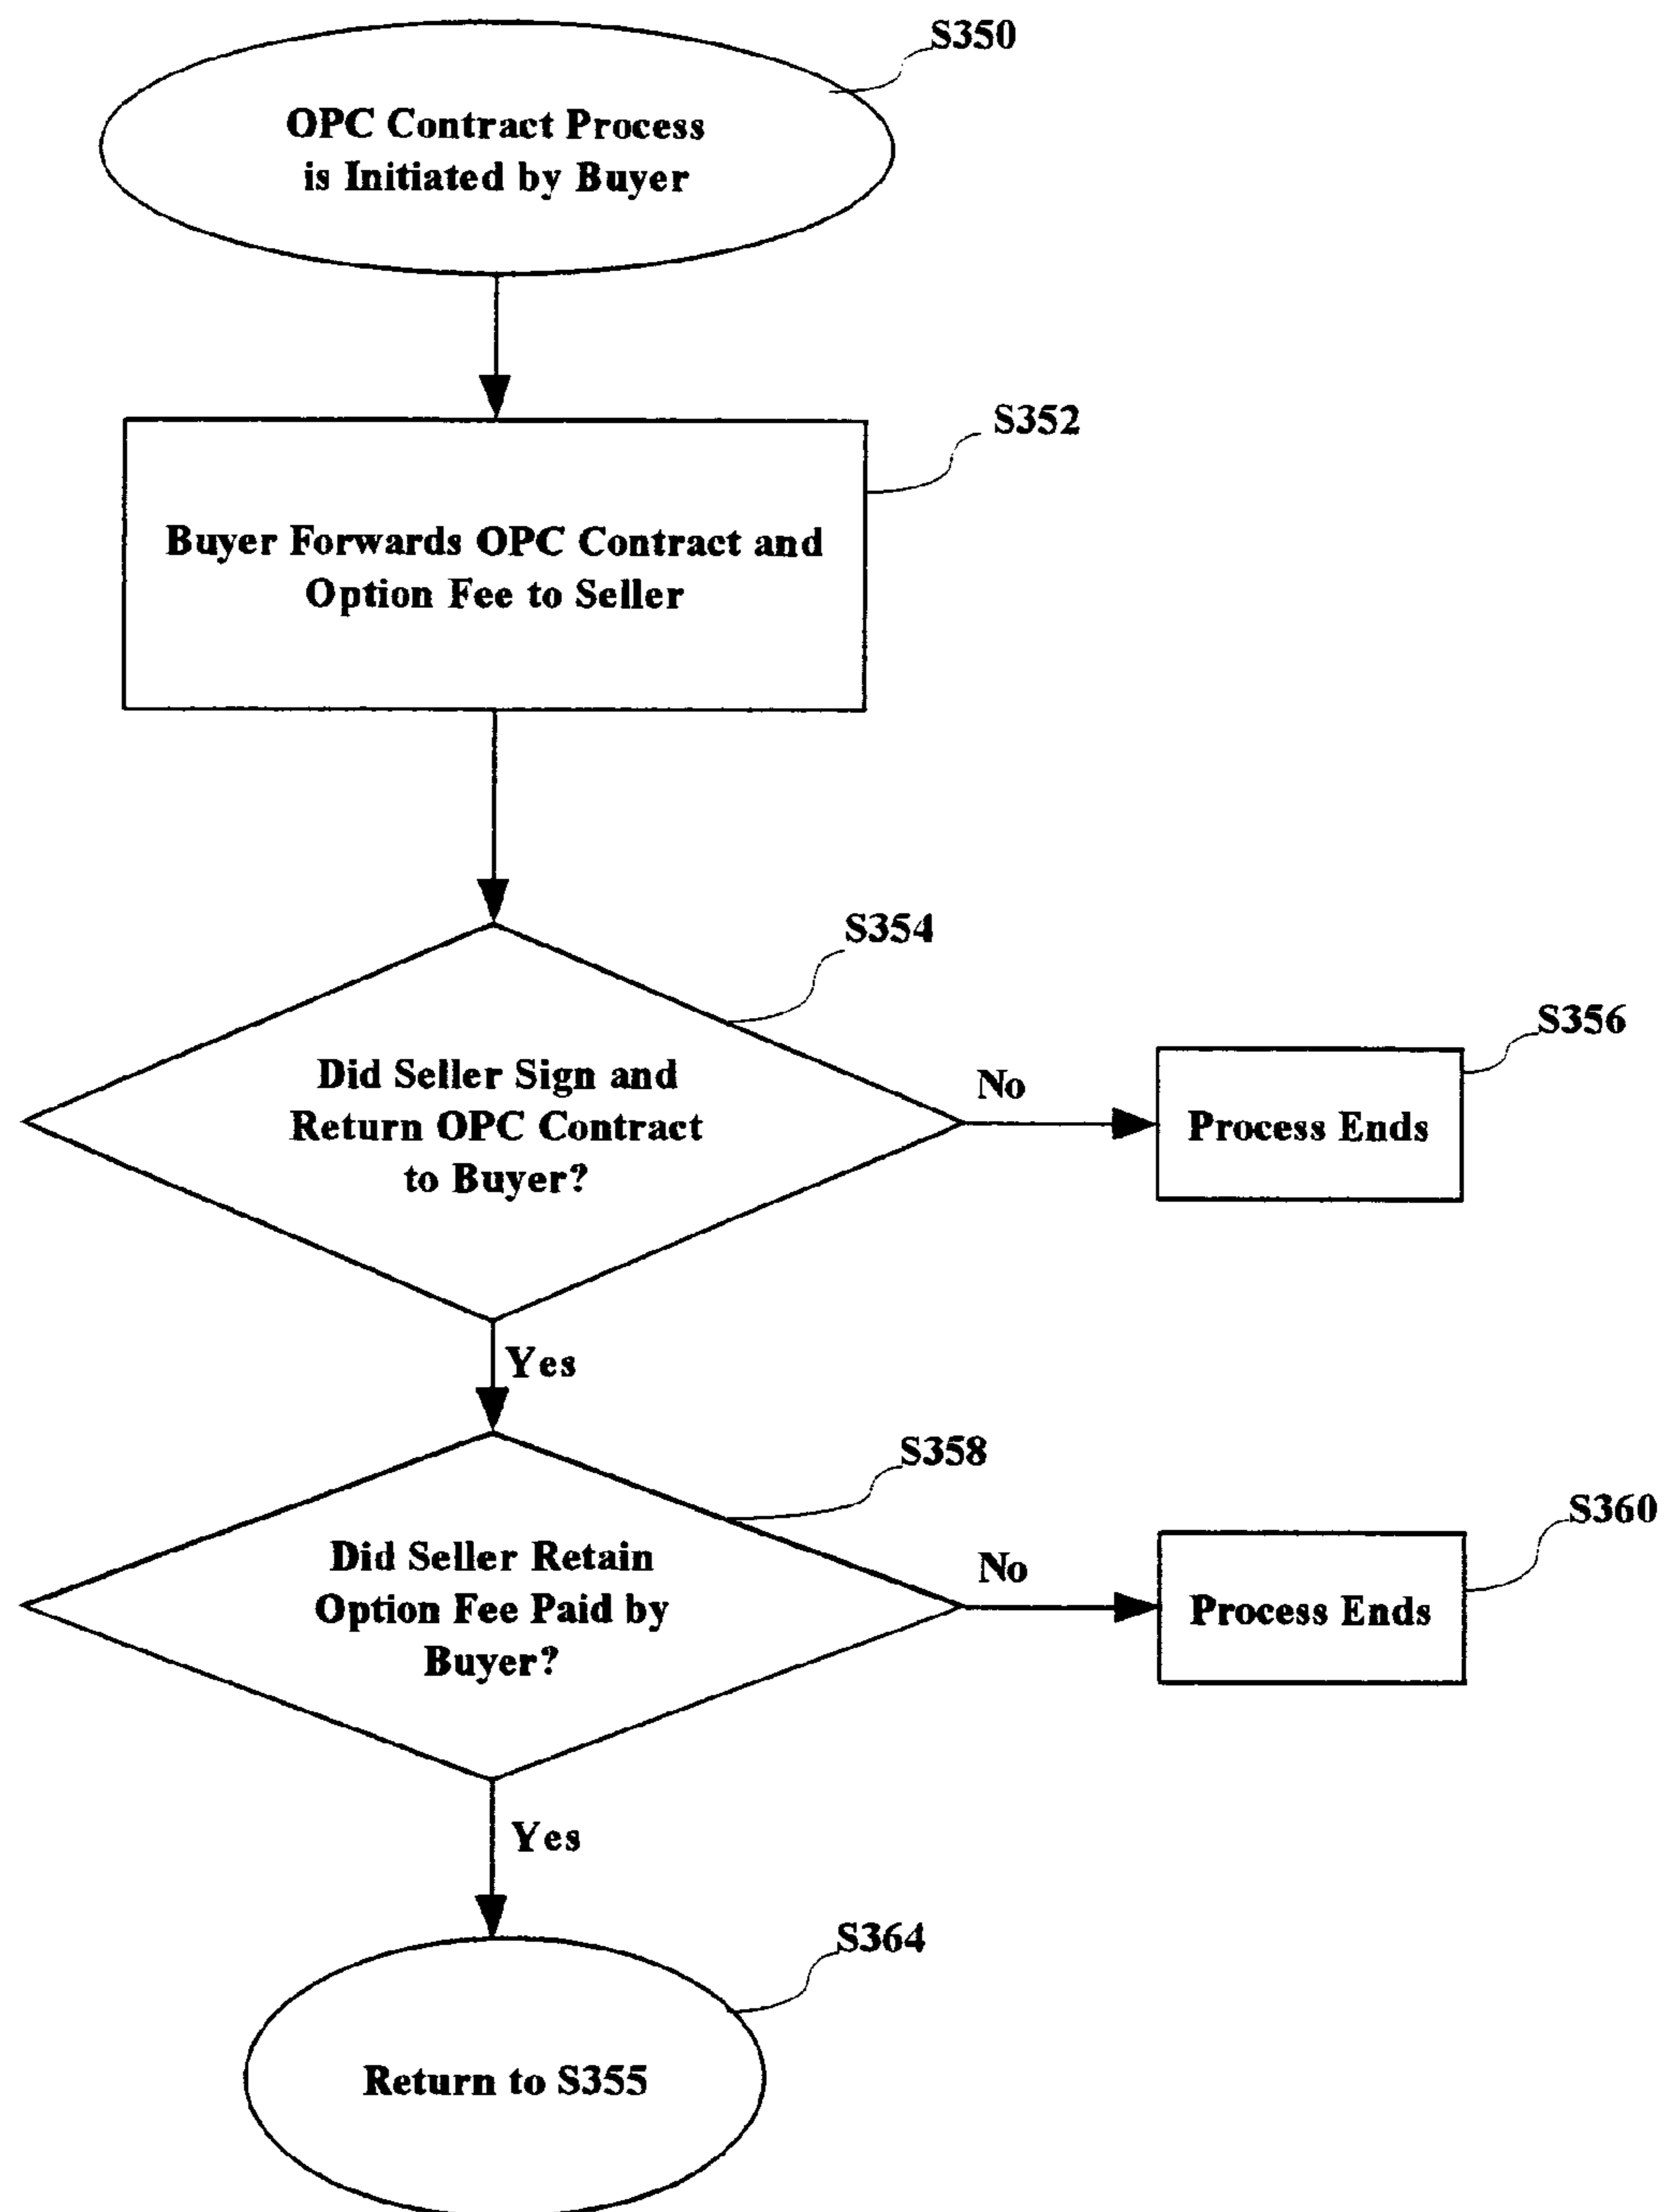 S350
OPC Contract Process
is Initiated by Buyer
S352
Buyer Forwards OPC Contract and
Option Fee to Seller
S354
Did Seller Sign and
Return OPC Contract
to Buyer?
No
S356
Process Ends
Yes
S358
Did Seller Retain
Option Fee Paid by
Buyer?
No
S360
Process Ends
Yes
S364
Return to S355